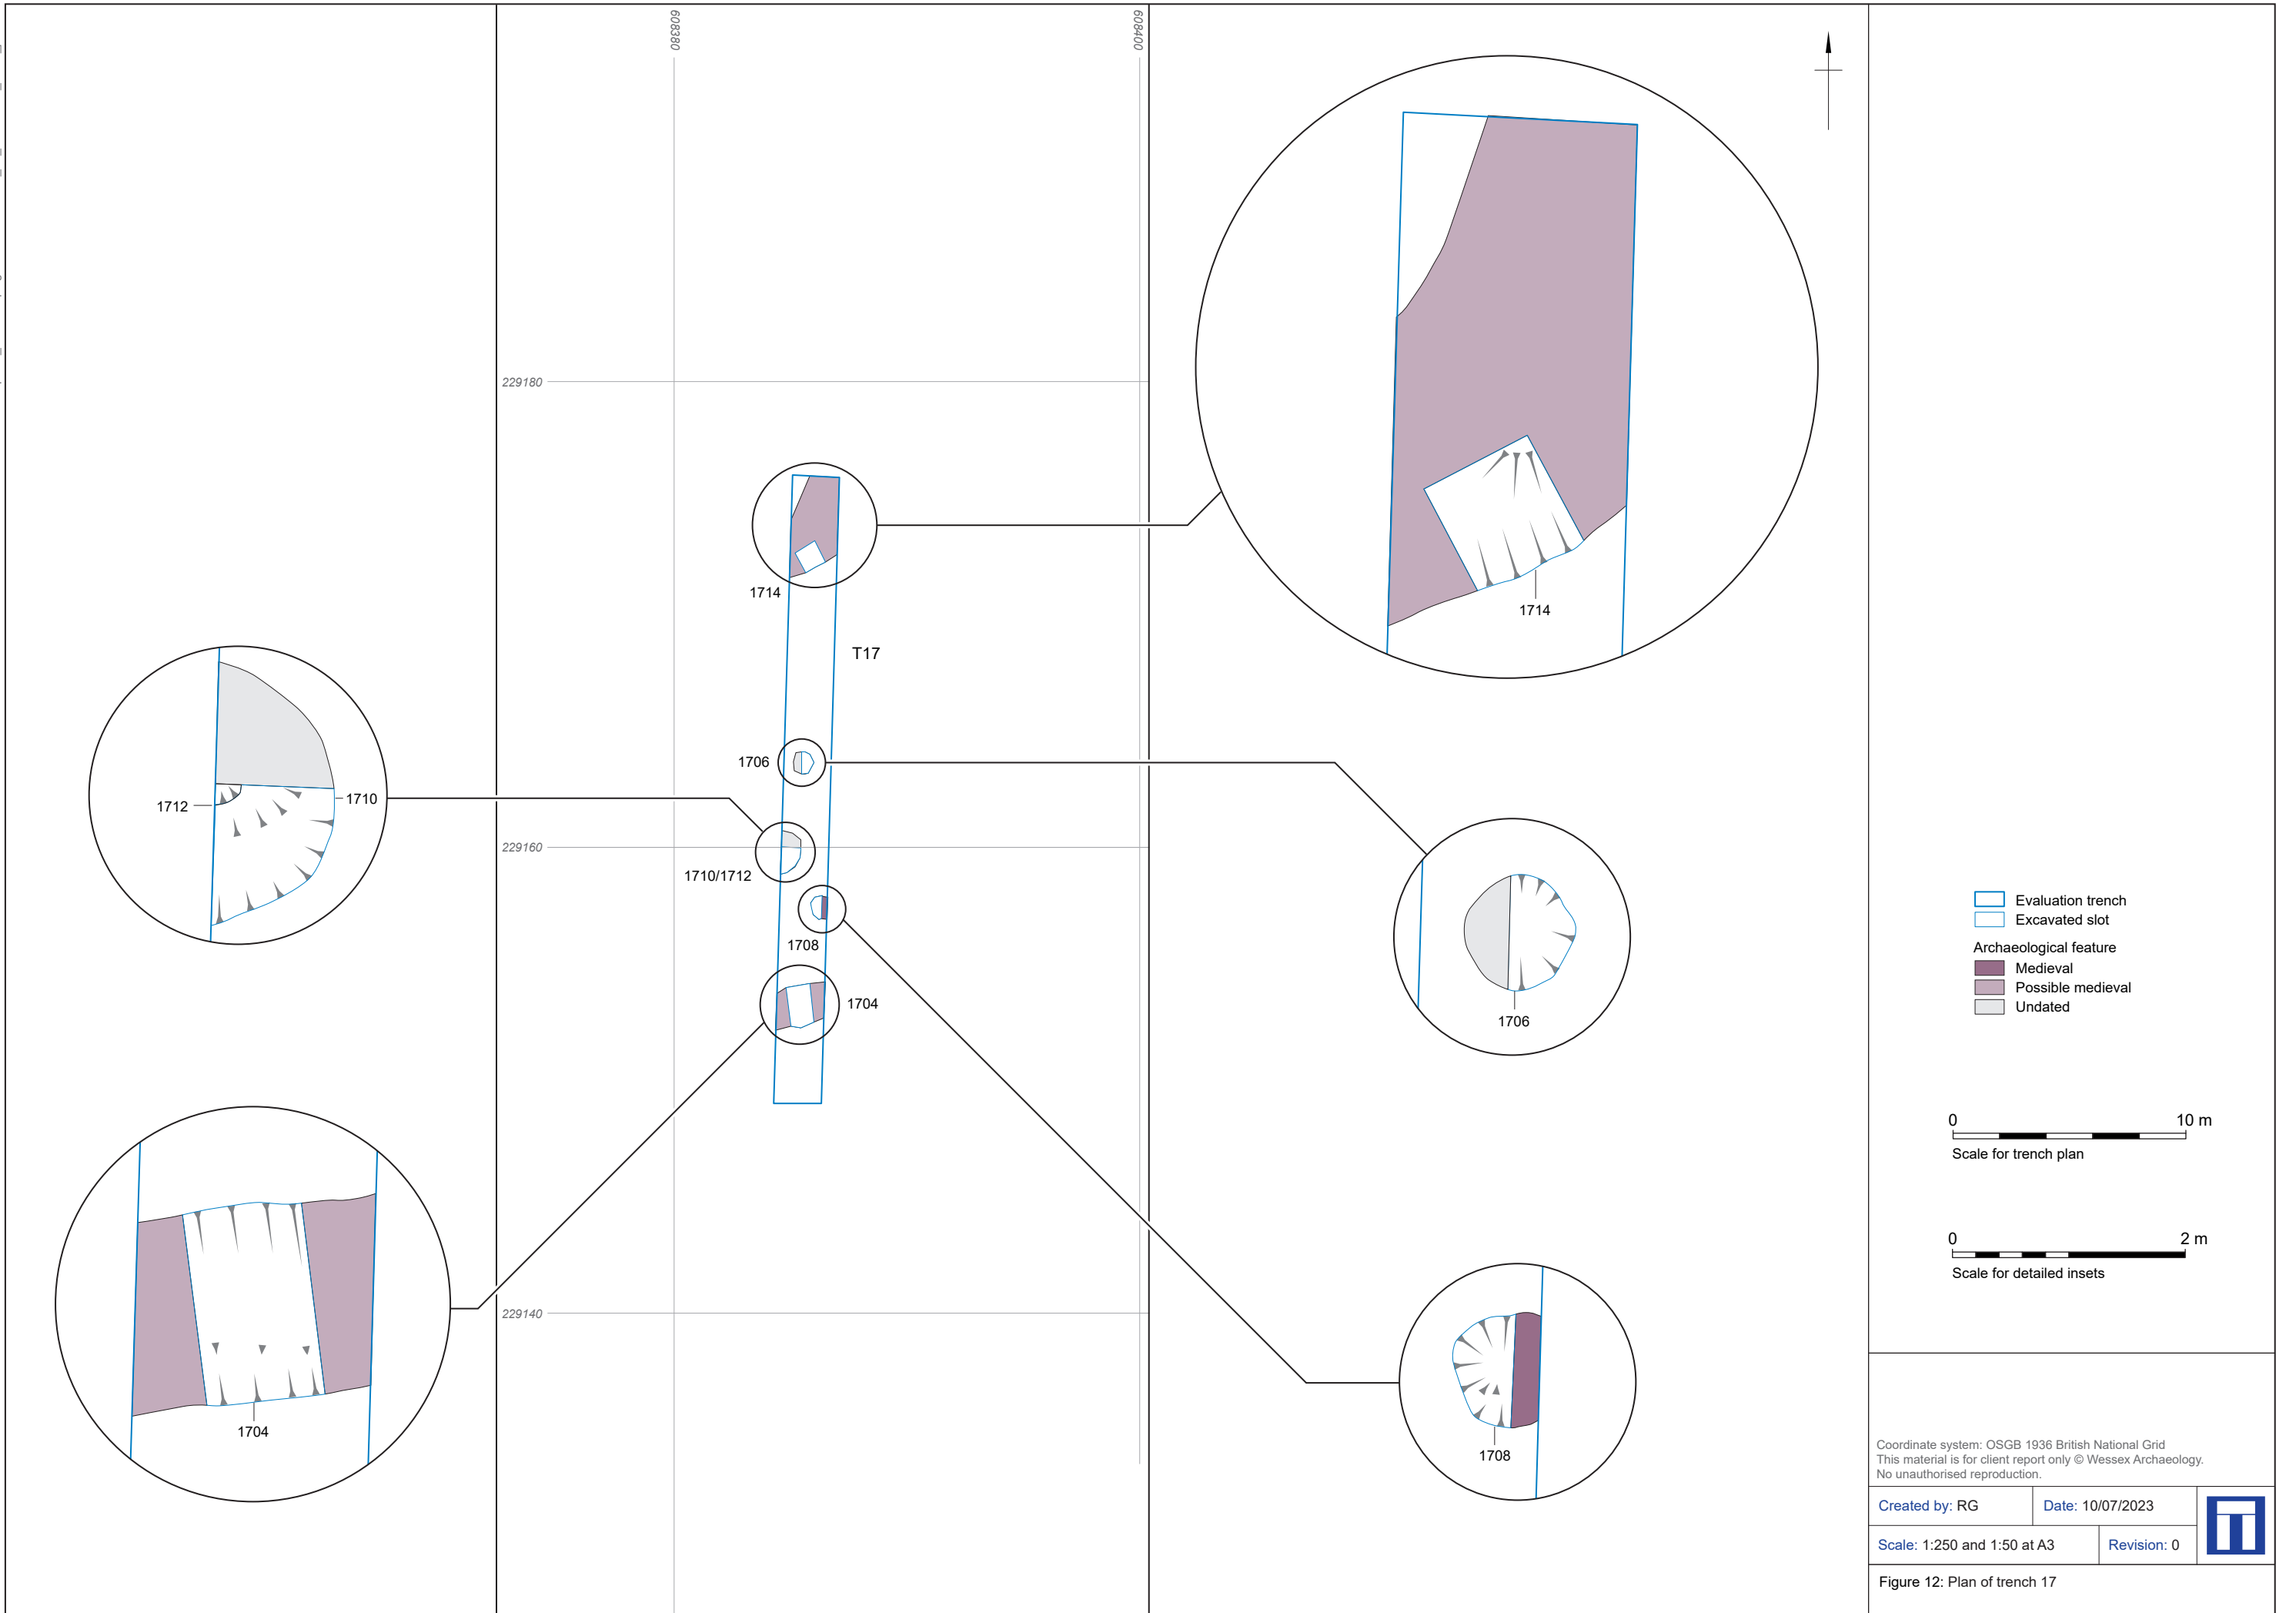 608380
608400
229180
1714
1714
T17
1706
1712
1710
229160
1710/1712
1708
1704
1706
Evaluation trench
Excavated slot
Archaeological feature
Medieval
Possible medieval
Undated
0 10 m
Scale for trench plan
0 2 m
Scale for detailed insets
229140
1704
1708
Coordinate system: OSGB 1936 British National Grid
This material is for client report only © Wessex Archaeology.
No unauthorised reproduction.
Created by: RG
Date: 10/07/2023
Scale: 1:250 and 1:50 at A3
Revision: 0
Figure 12: Plan of trench 17